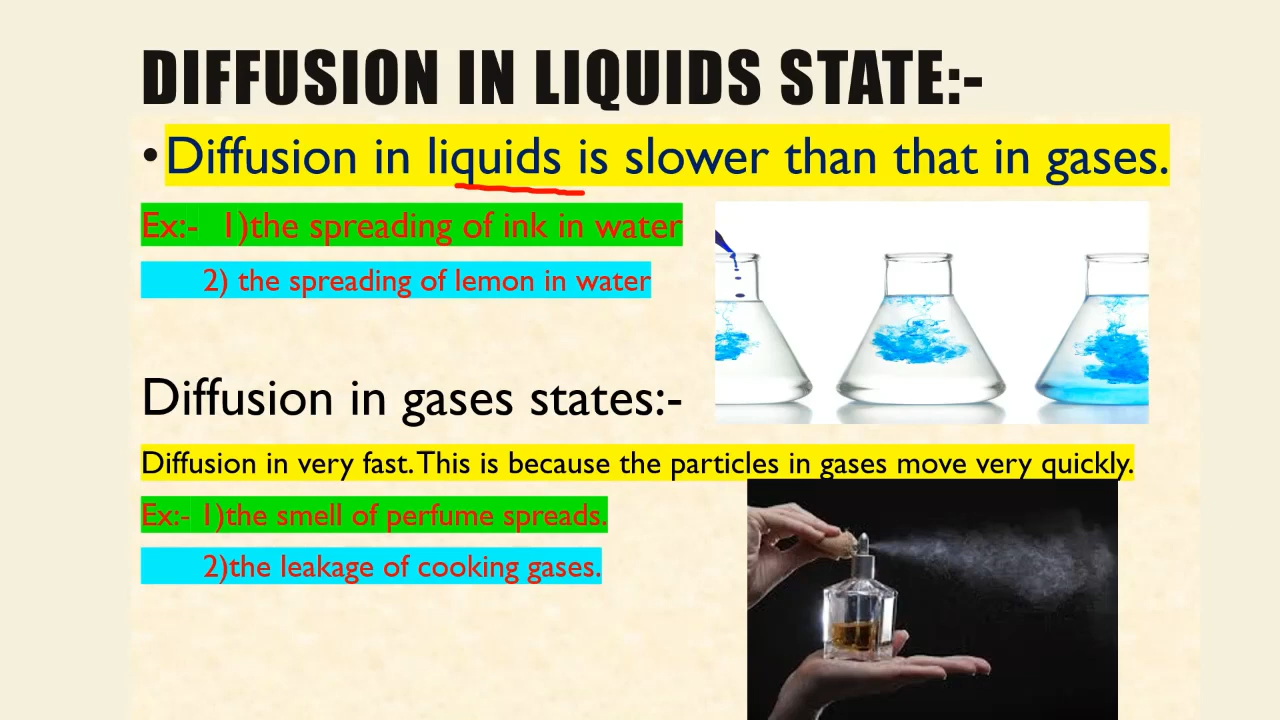 DIFFUSION IN LIQUIDS STATE:-
•Diffusion in liquids is slower than that in gases.
Ex:- 1)the spreading of ink in water
2) the spreading of lemon in water
Diffusion in gases states:-
Diffusion in very fast. This is because the particles in gases move very quickly.
Ex:- 1)the smell of perfume spreads.
2)the leakage of cooking gases.